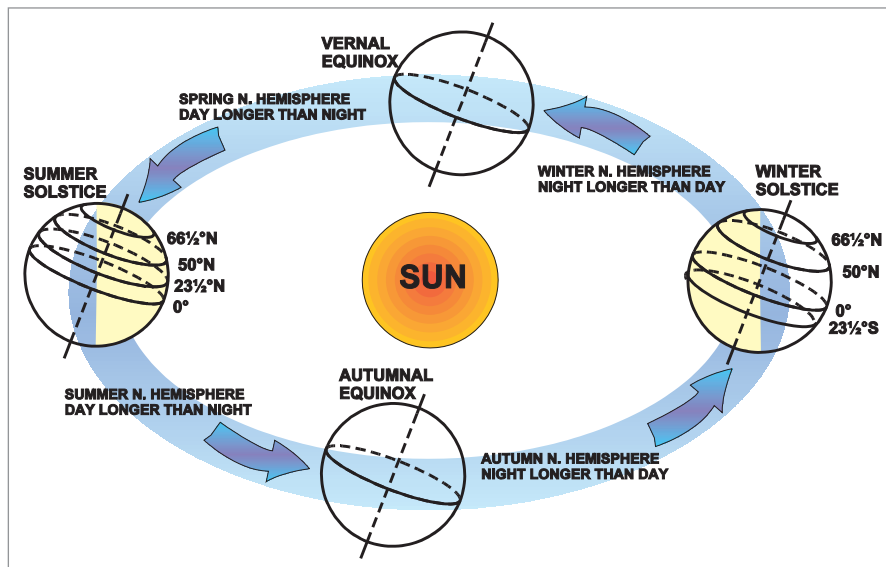 VERNAL
EQUINOX
SPRING N. HEMISPHERE
DAY LONGER THAN NIGHT
WINTER N. HEMISPHERE
NIGHT LONGER THAN DAY
SUMMER
SOLSTICE
WINTER
SOLSTICE
66½°N
50°N
23½°N
0°
SUN
66½°N
50°N
0°
23½°S
SUMMER N. HEMISPHERE
DAY LONGER THAN NIGHT
AUTUMNAL
EQUINOX
AUTUMN N. HEMISPHERE
NIGHT LONGER THAN DAY